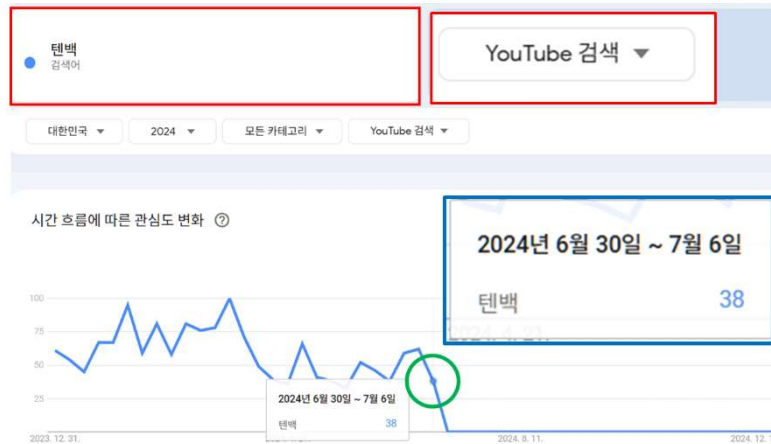 텐백
검색어
YouTube 검색
대한민국
2024
모든 카테고리
YouTube 검색
시간 흐름에 따른 관심도 변화
2024년 6월 30일 ~ 7월 6일
텐백 38
100
75
50
25
2024년 6월 30일 ~ 7월 6일
텐백 38
2023. 12. 31.
2024. 8. 11.